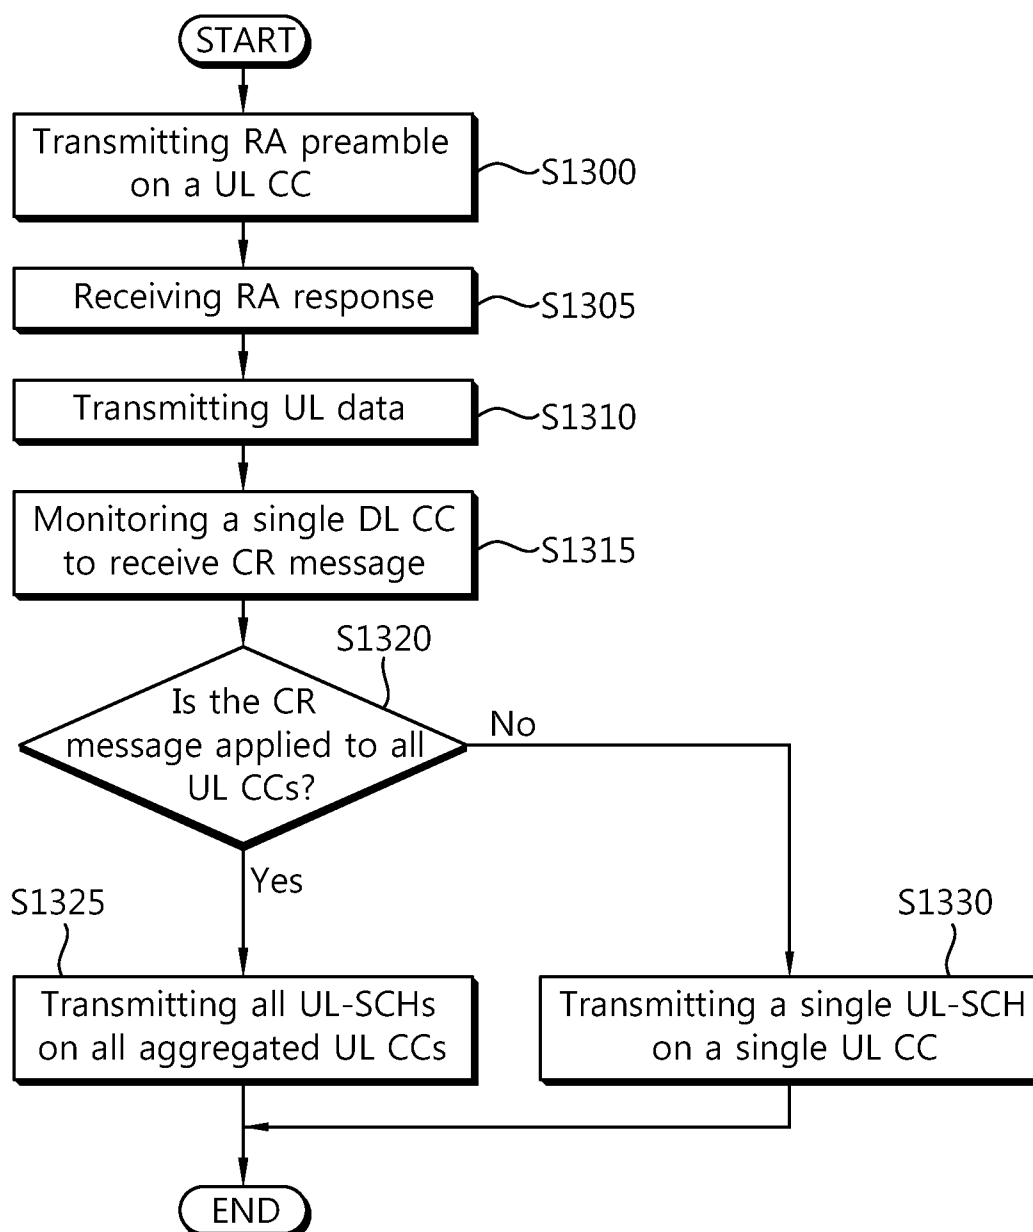 START
Transmitting RA preamble
on a UL CC
S1300
Receiving RA response
S1305
Transmitting UL data
S1310
Monitoring a single DL CC
to receive CR message
S1315
S1320
Is the CR
message applied to all
UL CCs?
No
Yes
S1325
S1330
Transmitting all UL-SCHs
on all aggregated UL CCs
Transmitting a single UL-SCH
on a single UL CC
END